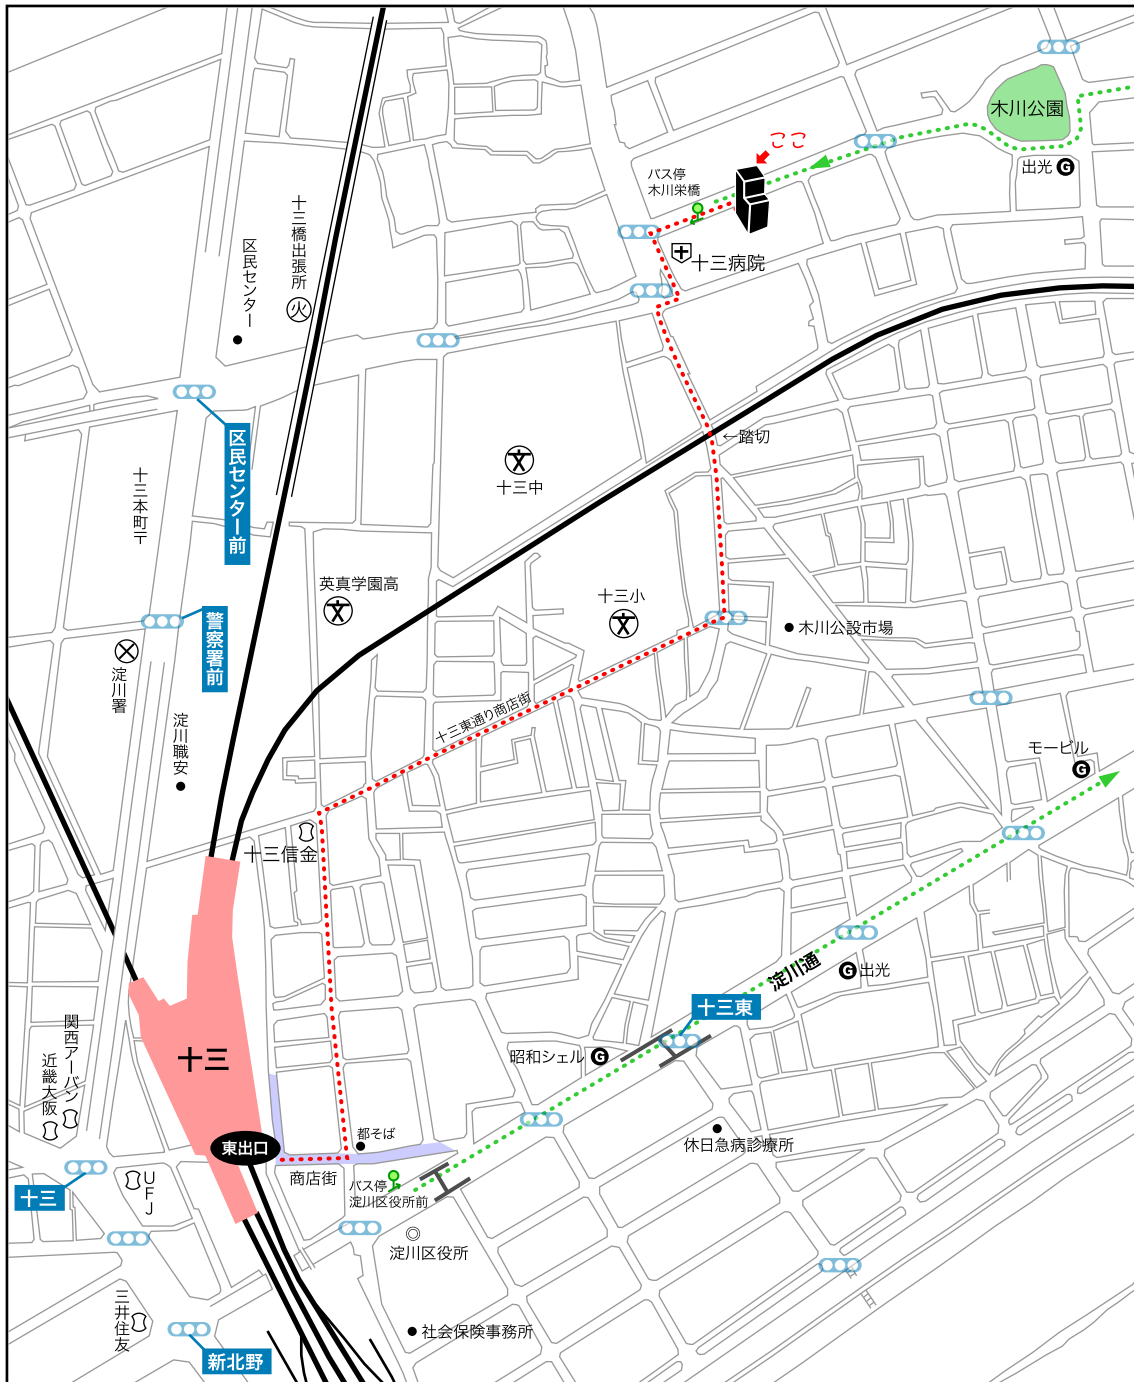 木川公園
出光
G
ここ
バス停
木川栄橋
十三病院
十三橋出張所
火
区民センター
区民センター前
←踏切
文
十三中
十三本町〒
英真学園高
文
十三小
文
木川公設市場
警察署前
淀川署
淀川職安
十三東通り商店街
モービル
G
十三信金
淀川通
G
出光
十三東
昭和シェル
G
関西アーバン
近畿大阪
十三
東出口
都そば
商店街
バス停
淀川区役所前
休日急病診療所
十三
UFJ
淀川区役所
三井住友
社会保険事務所
新北野